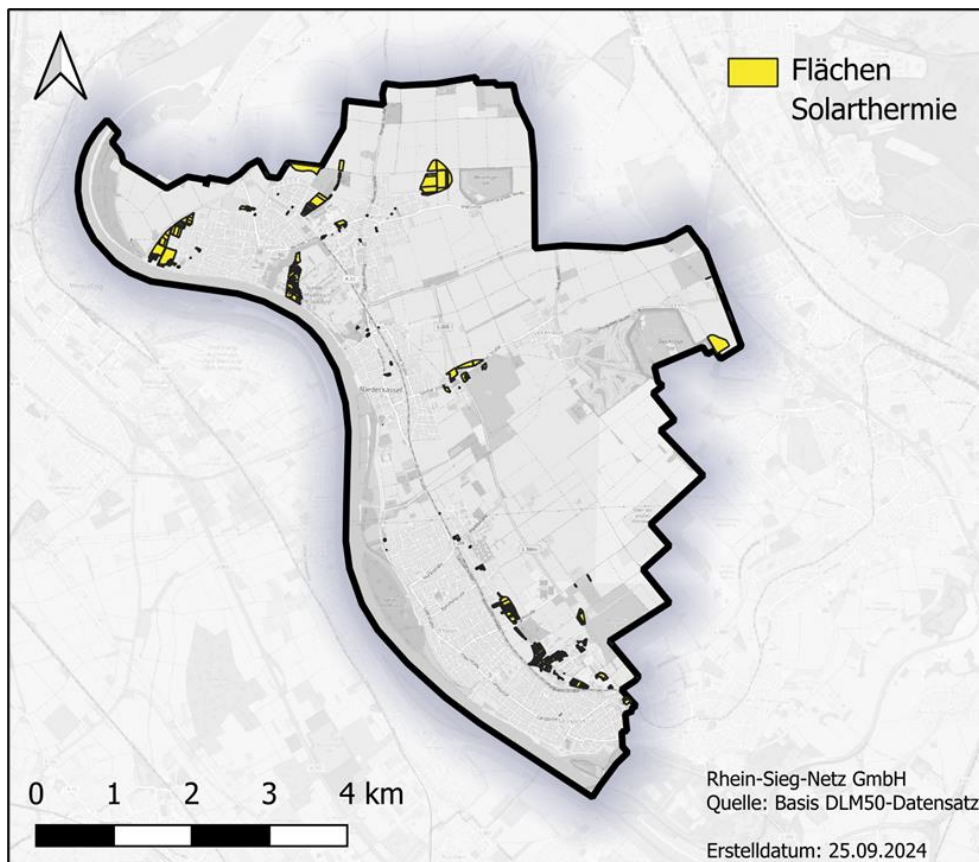 Flächen
Solarthermie
Niederkassel
0 1 2 3 4 km
Rhein-Sieg-Netz GmbH
Quelle: Basis DLM50-Datensatz
Erstelldatum: 25.09.2024